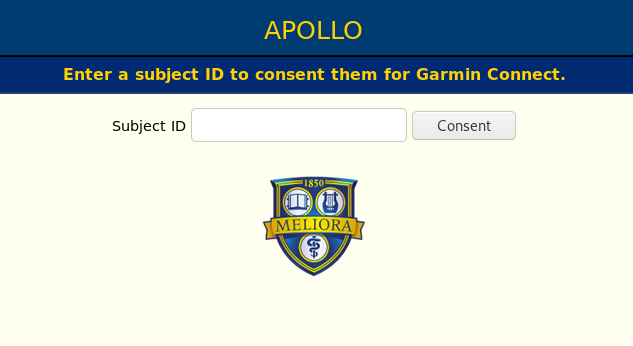 APOLLO
Enter a subject ID to consent them for Garmin Connect.
Subject ID Consent
1850
MELIORA